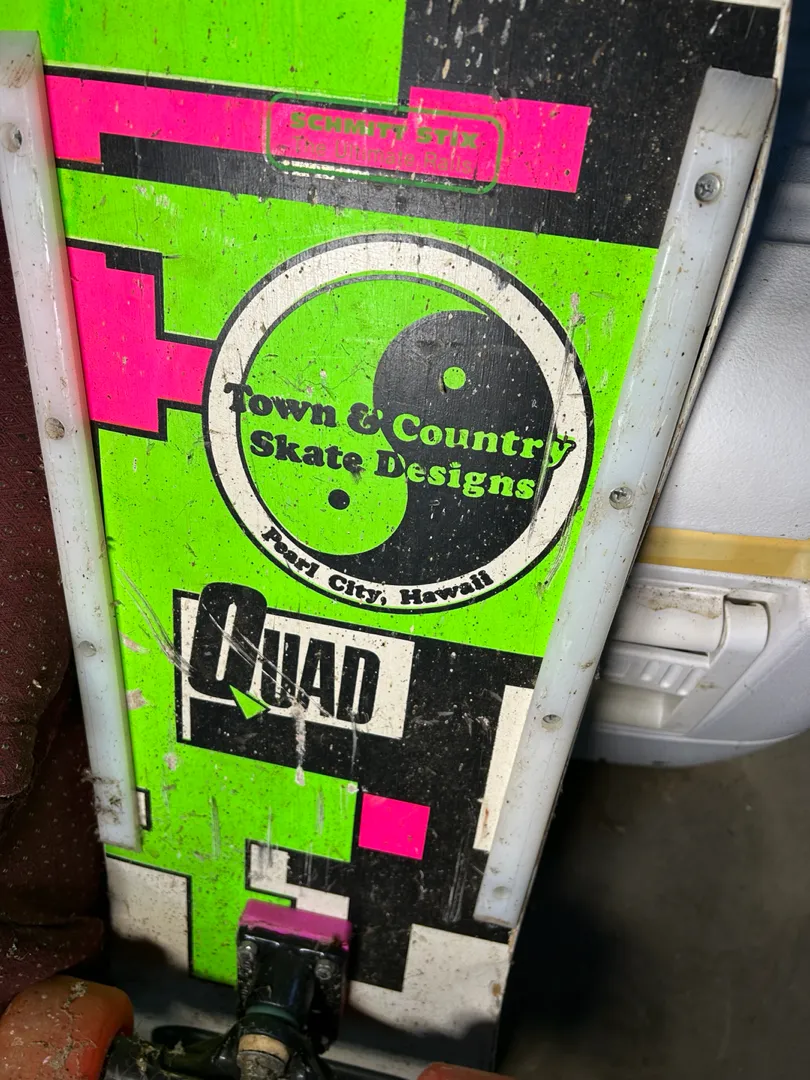 SCHMITT STIX
The Ultimate Rails
Town & Country
Skate Designs
Pearl City, Hawaii
QUAD